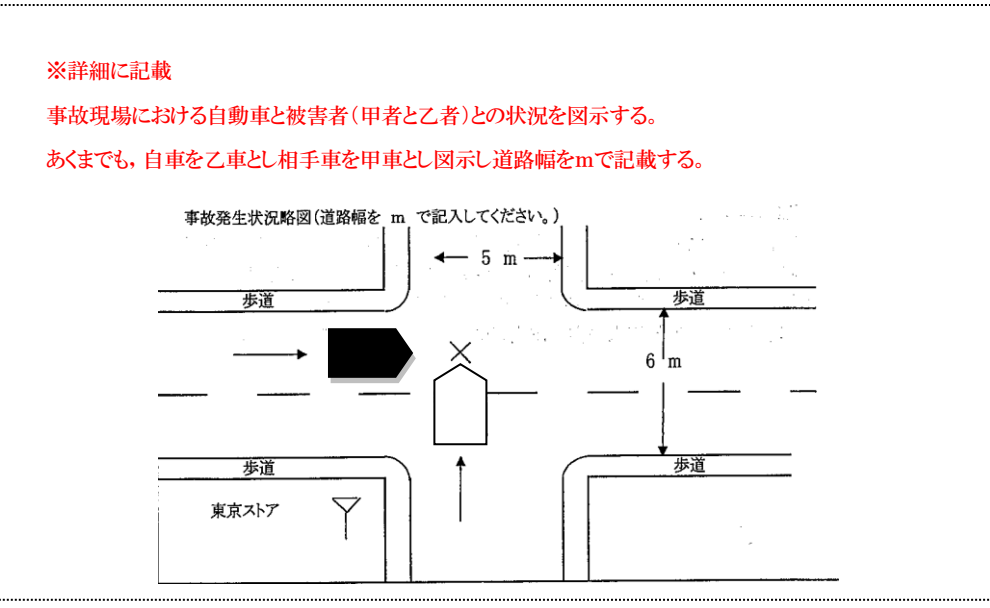 ※詳細に記載
事故現場における自動車と被害者(甲者と乙者)との状況を図示する。
あくまでも,自車を乙車とし相手車を甲車とし図示し道路幅をmで記載する。
事故発生状況略図(道路幅を m で記入してください。)
5 m
歩道
歩道
6 m
歩道
歩道
東京ストア